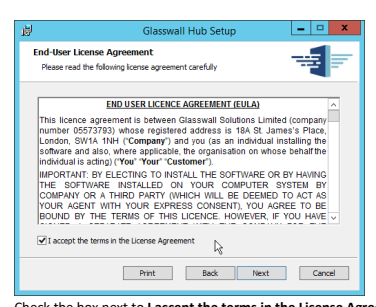 Glasswall Hub Setup
End-User License Agreement
Please read the following license agreement carefully
END USER LICENSE AGREEMENT (EULA)
This licence agreement is between Glasswall Solutions Limited (company
number 05573793) whose registered address is 18A St. James's Place,
London, SW1A 1NH ("Company") and you (as an individual installing the
software and also, where applicable, the organisation on whose behalf the
individual is acting) ("You" "Your" "Customer").
IMPORTANT: BY ELECTING TO INSTALL THE SOFTWARE OR BY HAVING
THE SOFTWARE INSTALLED ON YOUR COMPUTER SYSTEM BY
COMPANY OR A THIRD PARTY (WHICH WILL BE DEEMED TO ACT AS
YOUR AGENT WITH YOUR EXPRESS CONSENT), YOU AGREE TO BE
BOUND BY THE TERMS OF THIS LICENCE. HOWEVER, IF YOU HAVE
I accept the terms in the License Agreement
Print Back Next Cancel
Check the box next to I accept the terms in the License Agre